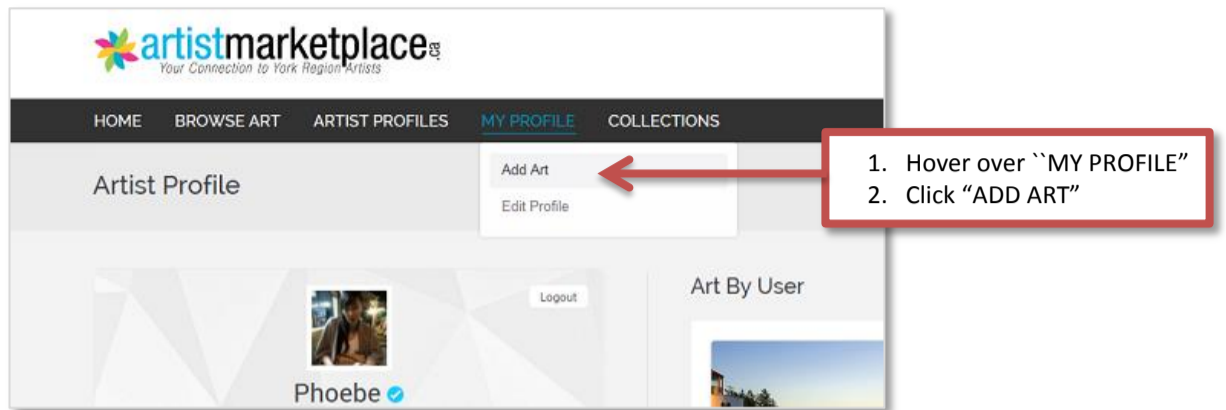 artistmarketplace.ca
Your Connection to York Region Artists
HOME BROWSE ART ARTIST PROFILES MY PROFILE COLLECTIONS
Artist Profile
Add Art
Edit Profile
1. Hover over ``MY PROFILE”
2. Click “ADD ART”
Logout
Art By User
Phoebe